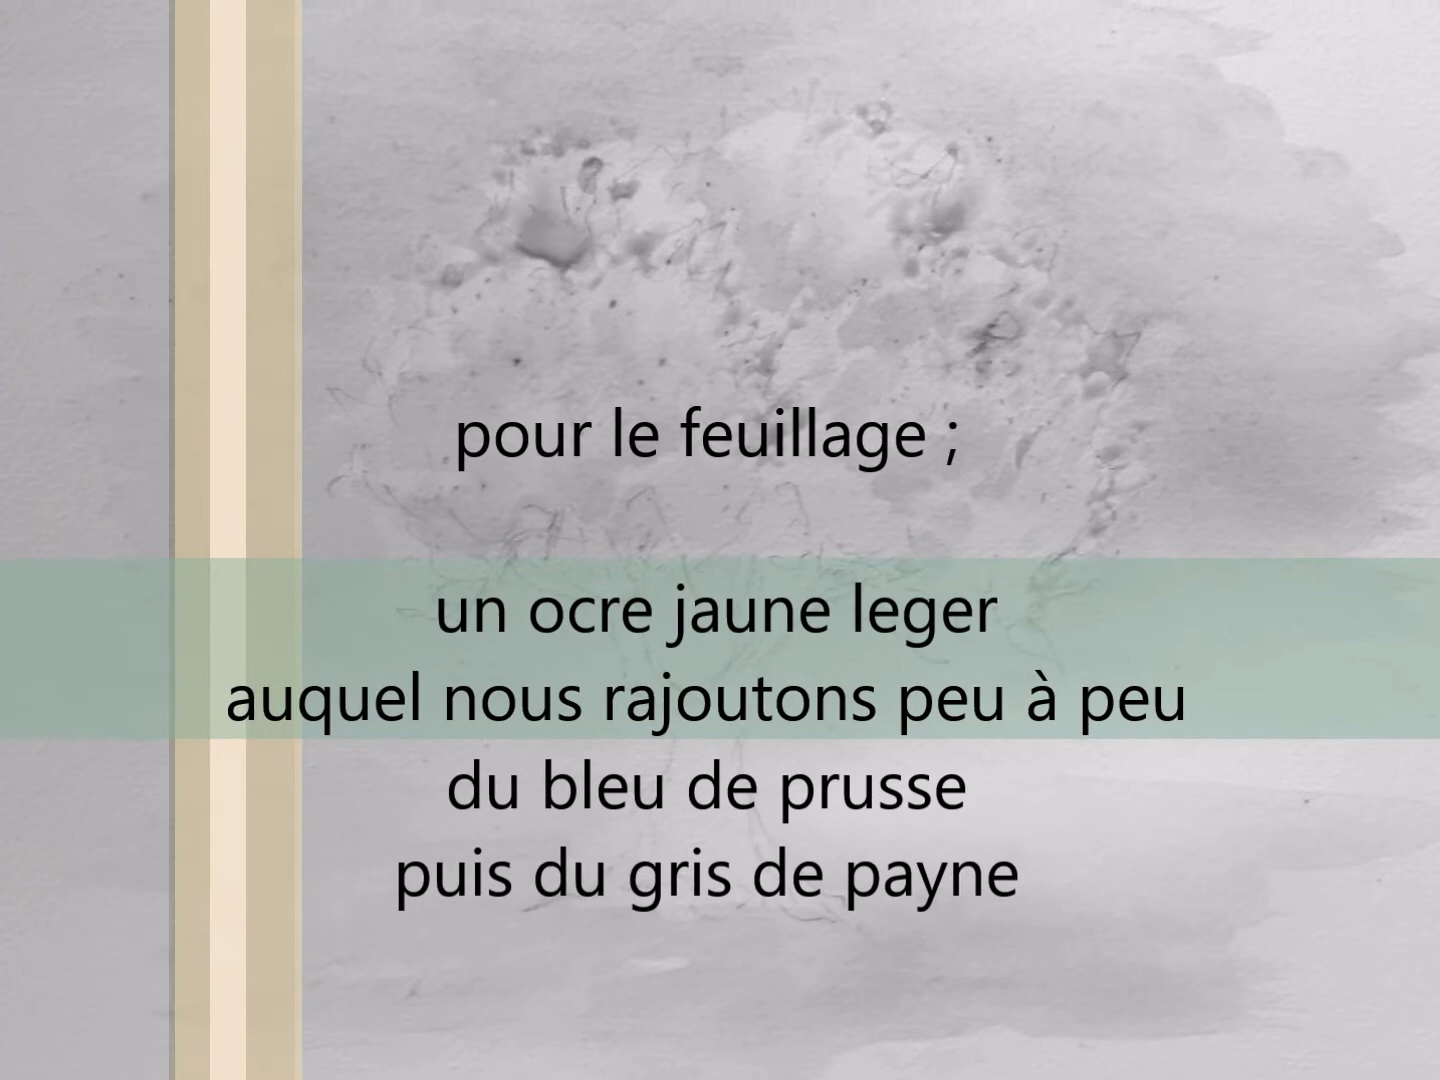 pour le feuillage ;
un ocre jaune leger
auquel nous rajoutons peu à peu
du bleu de prusse
puis du gris de payne